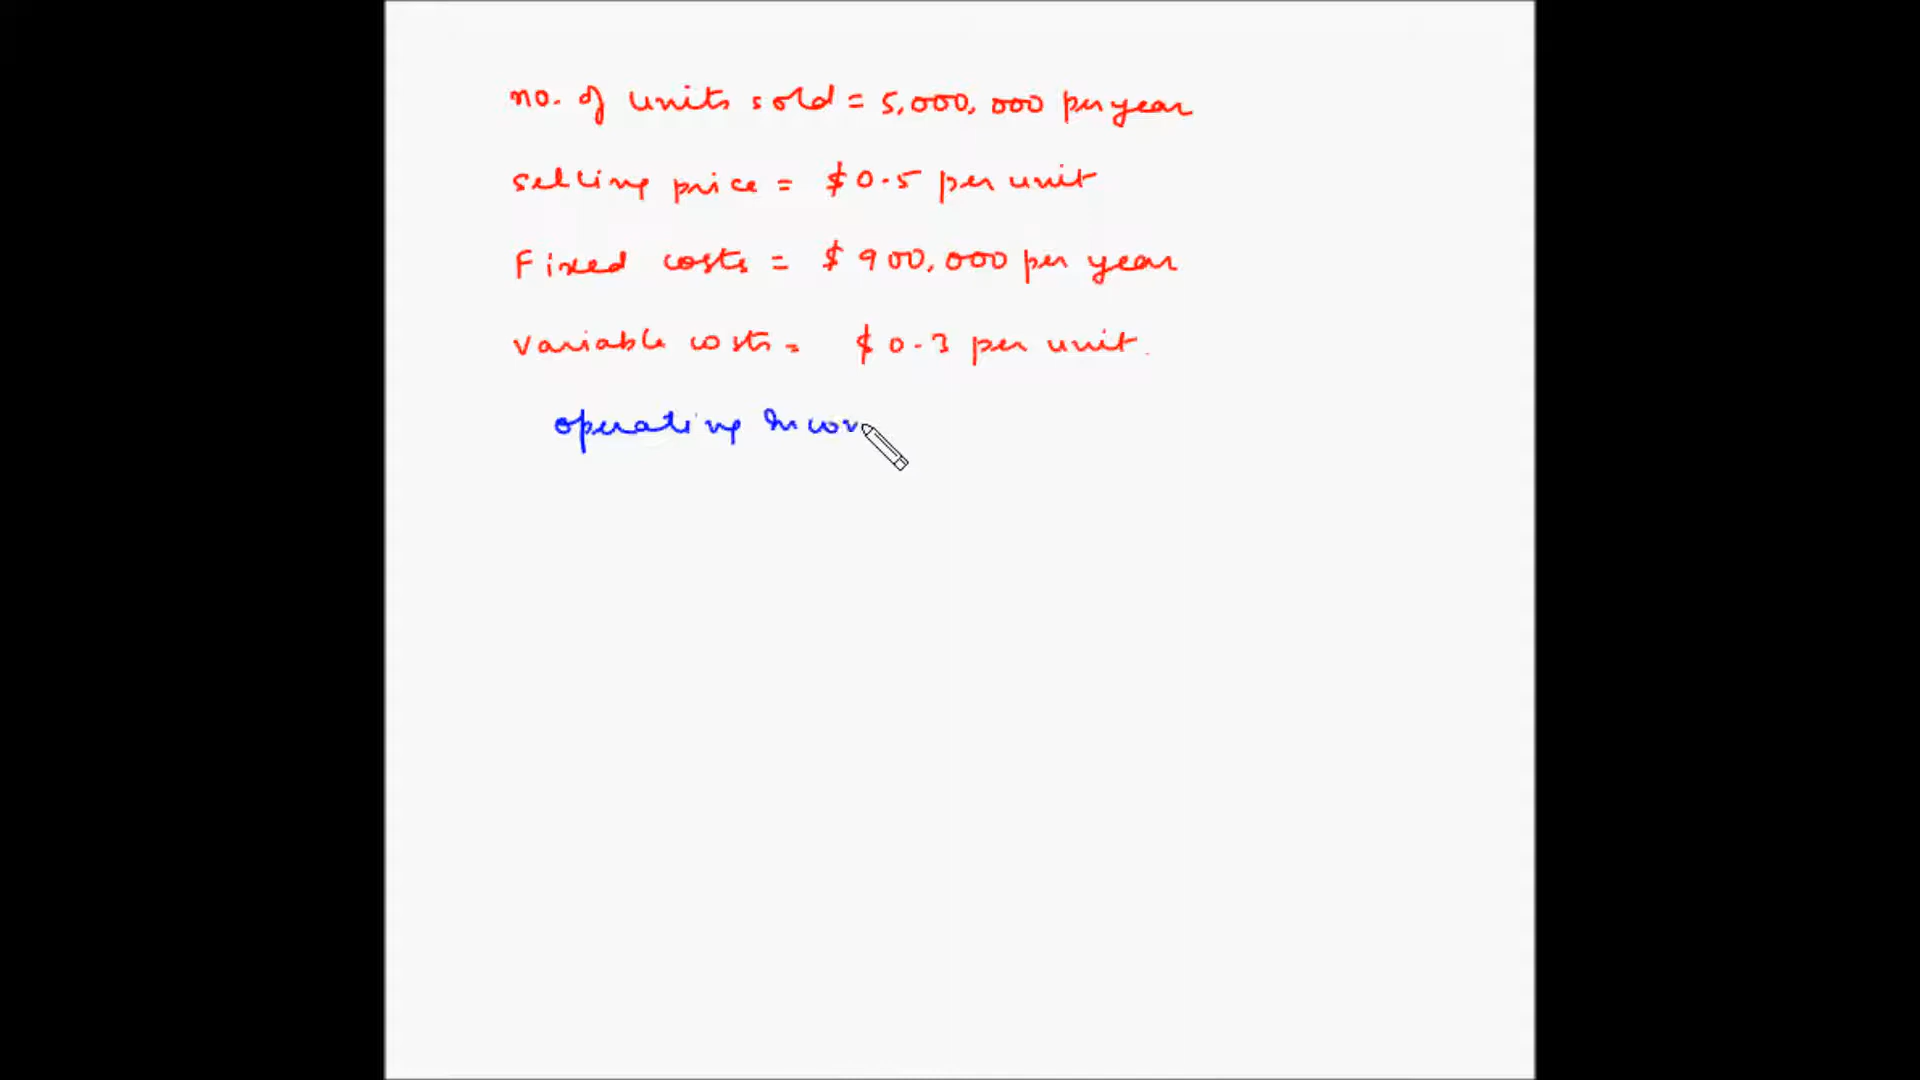 no. of units sold = 5,000,000 per year
selling price = $0.5 per unit
Fixed costs = $900,000 per year
variable costs = $0.3 per unit.
operating Incom